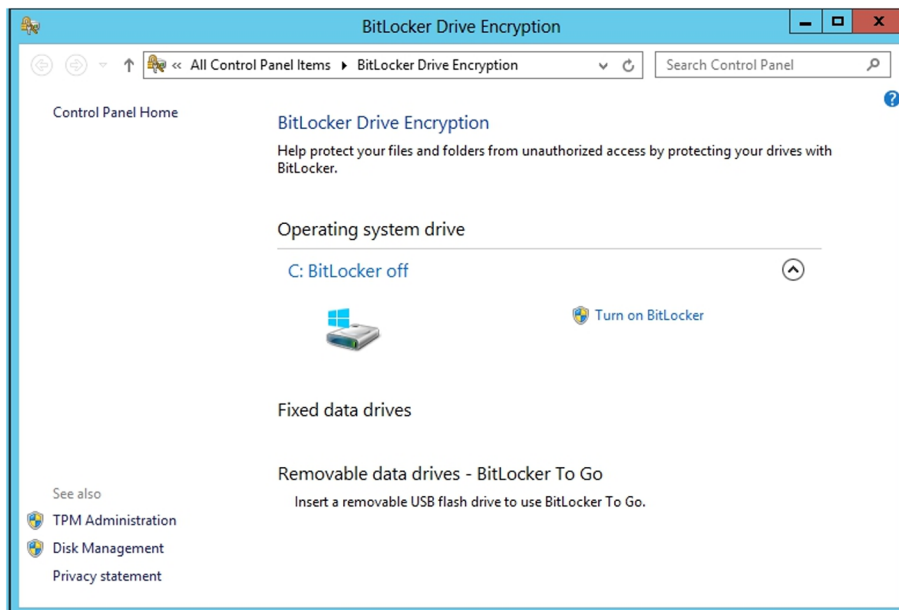 BitLocker Drive Encryption
« All Control Panel Items ▸ BitLocker Drive Encryption
Search Control Panel
Control Panel Home
BitLocker Drive Encryption
Help protect your files and folders from unauthorized access by protecting your drives with
BitLocker.
Operating system drive
C: BitLocker off
Turn on BitLocker
Fixed data drives
Removable data drives - BitLocker To Go
Insert a removable USB flash drive to use BitLocker To Go.
See also
TPM Administration
Disk Management
Privacy statement